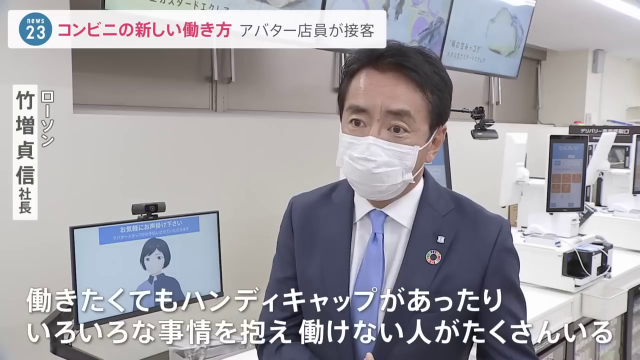 news
23
コンビニの新しい働き方 アバター店員が接客
ローソン
竹増貞信社長
お気軽にお声掛け下さい
働きたくてもハンディキャップがあったり
いろいろな事情を抱え 働けない人がたくさんいる